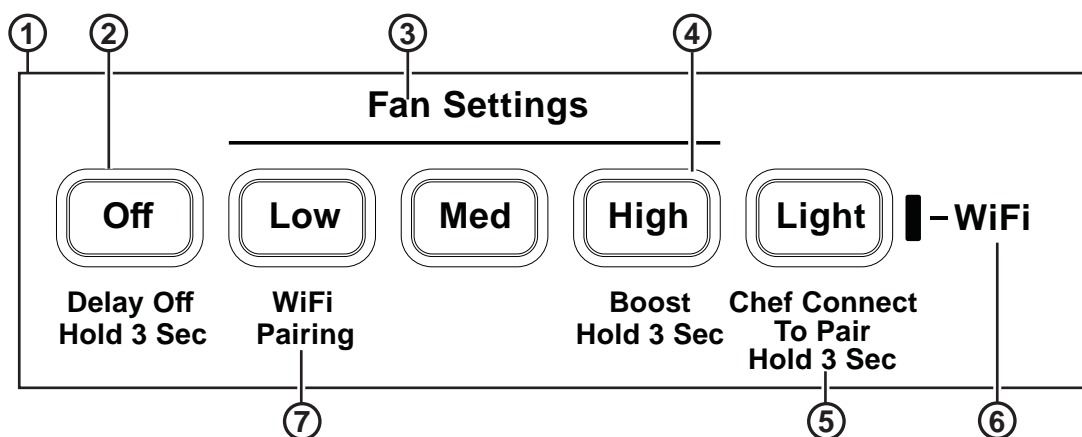 ① ② ③ ④
Fan Settings
Off Low Med High Light -WiFi
Delay Off
Hold 3 Sec
WiFi
Pairing
Boost
Hold 3 Sec
Chef Connect
To Pair
Hold 3 Sec
⑦ ⑤ ⑥